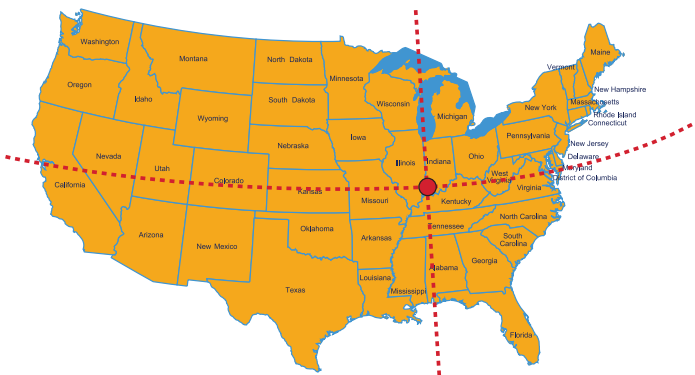 Washington
Montana
North Dakota
Minnesota
Maine
Vermont
Oregon
Idaho
Wyoming
South Dakota
Wisconsin
Michigan
New York
New Hampshire
Massachusetts
Rhode Island
Connecticut
Nebraska
Iowa
Pennsylvania
New Jersey
Nevada
Utah
Colorado
Kansas
Illinois
Indiana
Ohio
Delaware
Maryland
District of Columbia
California
Missouri
West
Virginia
Virginia
Kentucky
Arizona
New Mexico
Oklahoma
Arkansas
Tennessee
North Carolina
South
Carolina
Texas
Louisiana
Mississippi
Alabama
Georgia
Florida